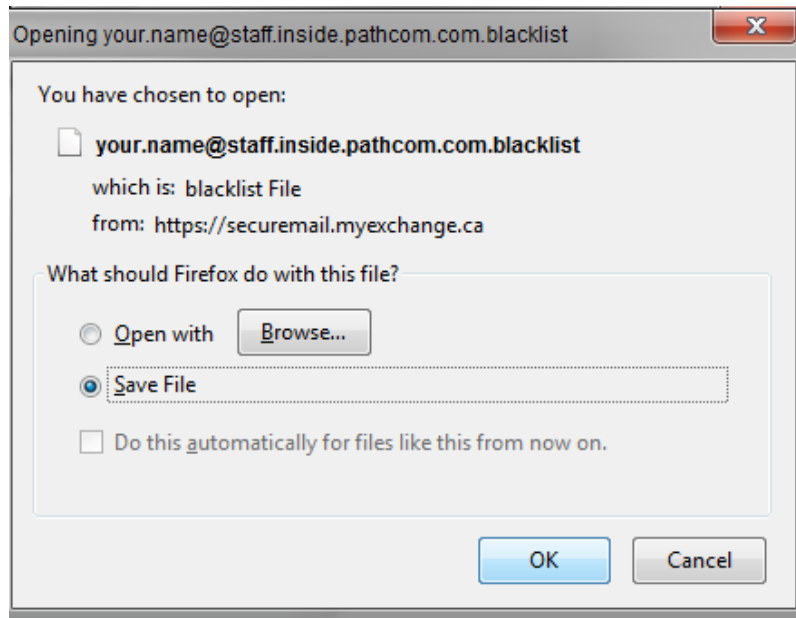 Opening your.name@staff.inside.pathcom.com.blacklist
You have chosen to open:
your.name@staff.inside.pathcom.com.blacklist
which is: blacklist File
from: https://securemail.myexchange.ca
What should Firefox do with this file?
Open with Browse...
Save File
Do this automatically for files like this from now on.
OK Cancel